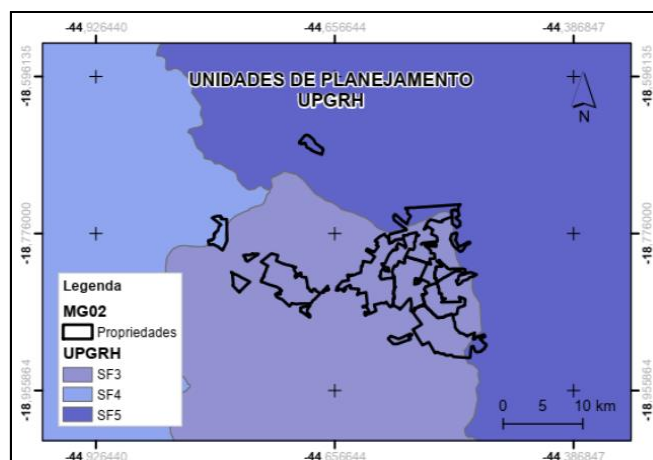 -44,926440 -44,656644 -44,386847
UNIDADES DE PLANEJAMENTO
UPGRH
N
-18,596135 -18,596135
-18,776000 -18,776000
-18,955864 -18,955864
Legenda
MG02
Propriedades
UPGRH
SF3
SF4
SF5
0 5 10 km
-44,926440 -44,656644 -44,386847